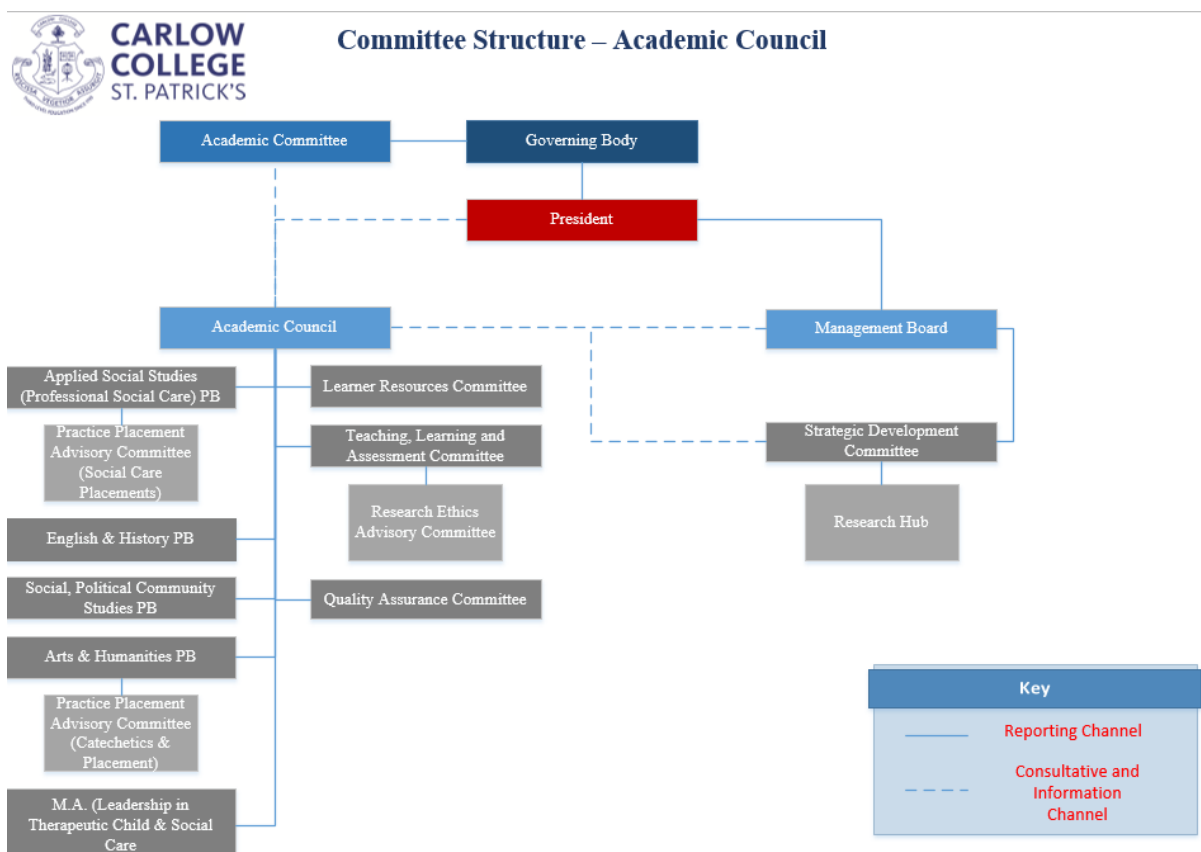 CARLOW
COLLEGE
ST. PATRICK'S
Committee Structure – Academic Council
Academic Committee
Governing Body
President
Academic Council
Management Board
Applied Social Studies
(Professional Social Care) PB
Learner Resources Committee
Practice Placement
Advisory Committee
(Social Care
Placements)
Teaching, Learning and
Assessment Committee
Strategic Development
Committee
Research Ethics
Advisory Committee
Research Hub
English & History PB
Social, Political Community
Studies PB
Quality Assurance Committee
Arts & Humanities PB
Practice Placement
Advisory Committee
(Catechetics &
Placement)
M.A. (Leadership in
Therapeutic Child & Social
Care
Key
Reporting Channel
Consultative and
Information
Channel